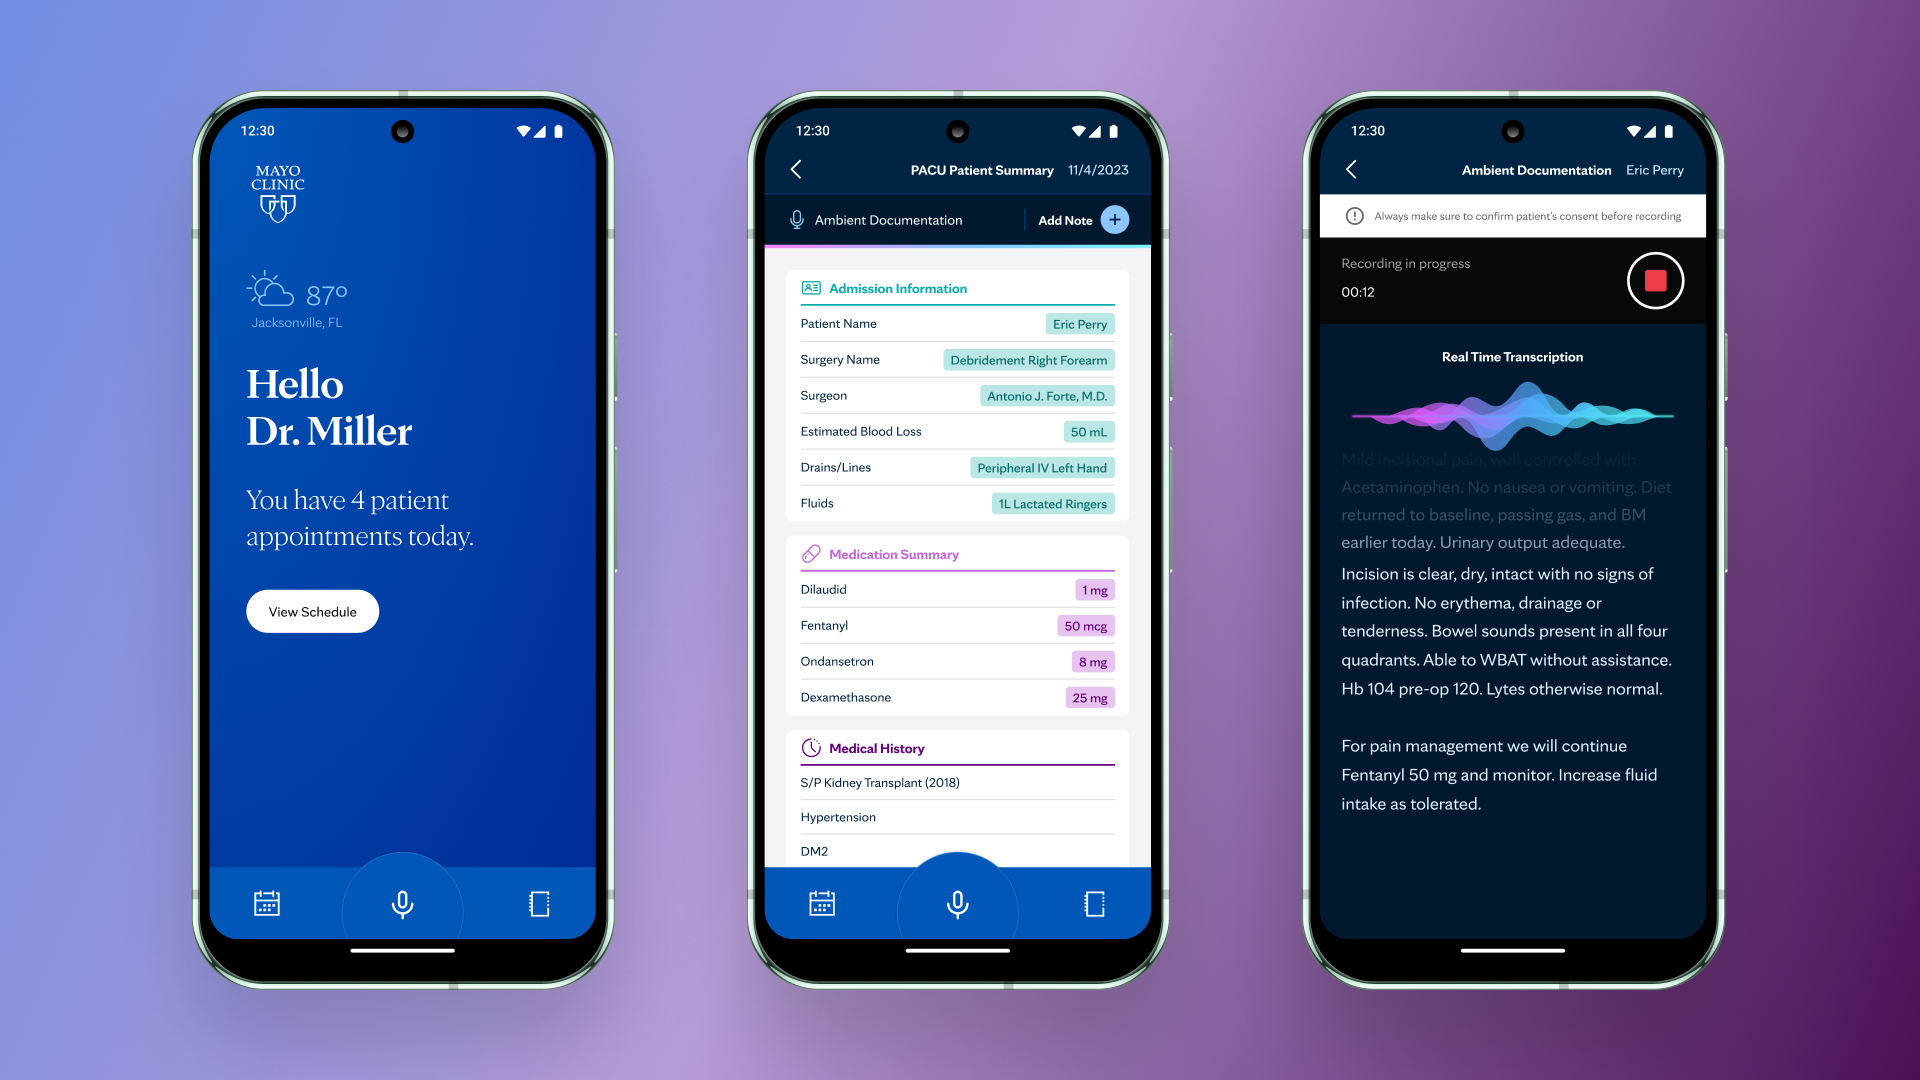 12:30
MAYO
CLINIC
87°
Jacksonville, FL
Hello
Dr. Miller
You have 4 patient
appointments today.
View Schedule
12:30
PACU Patient Summary 11/4/2023
Ambient Documentation Add Note
Admission Information
Patient Name Eric Perry
Surgery Name Debridement Right Forearm
Surgeon Antonio J. Forte, M.D.
Estimated Blood Loss 50 mL
Drains/Lines Peripheral IV Left Hand
Fluids 1L Lactated Ringers
Medication Summary
Dilaudid 1 mg
Fentanyl 50 mcg
Ondansetron 8 mg
Dexamethasone 25 mg
Medical History
S/P Kidney Transplant (2018)
Hypertension
DM2
12:30
Ambient Documentation Eric Perry
Always make sure to confirm patient's consent before recording
Recording in progress
00:12
Real Time Transcription
Mild incisional pain, well controlled with
Acetaminophen. No nausea or vomiting. Diet
returned to baseline, passing gas, and BM
earlier today. Urinary output adequate.
Incision is clear, dry, intact with no signs of
infection. No erythema, drainage or
tenderness. Bowel sounds present in all four
quadrants. Able to WBAT without assistance.
Hb 104 pre-op 120. Lytes otherwise normal.
For pain management we will continue
Fentanyl 50 mg and monitor. Increase fluid
intake as tolerated.